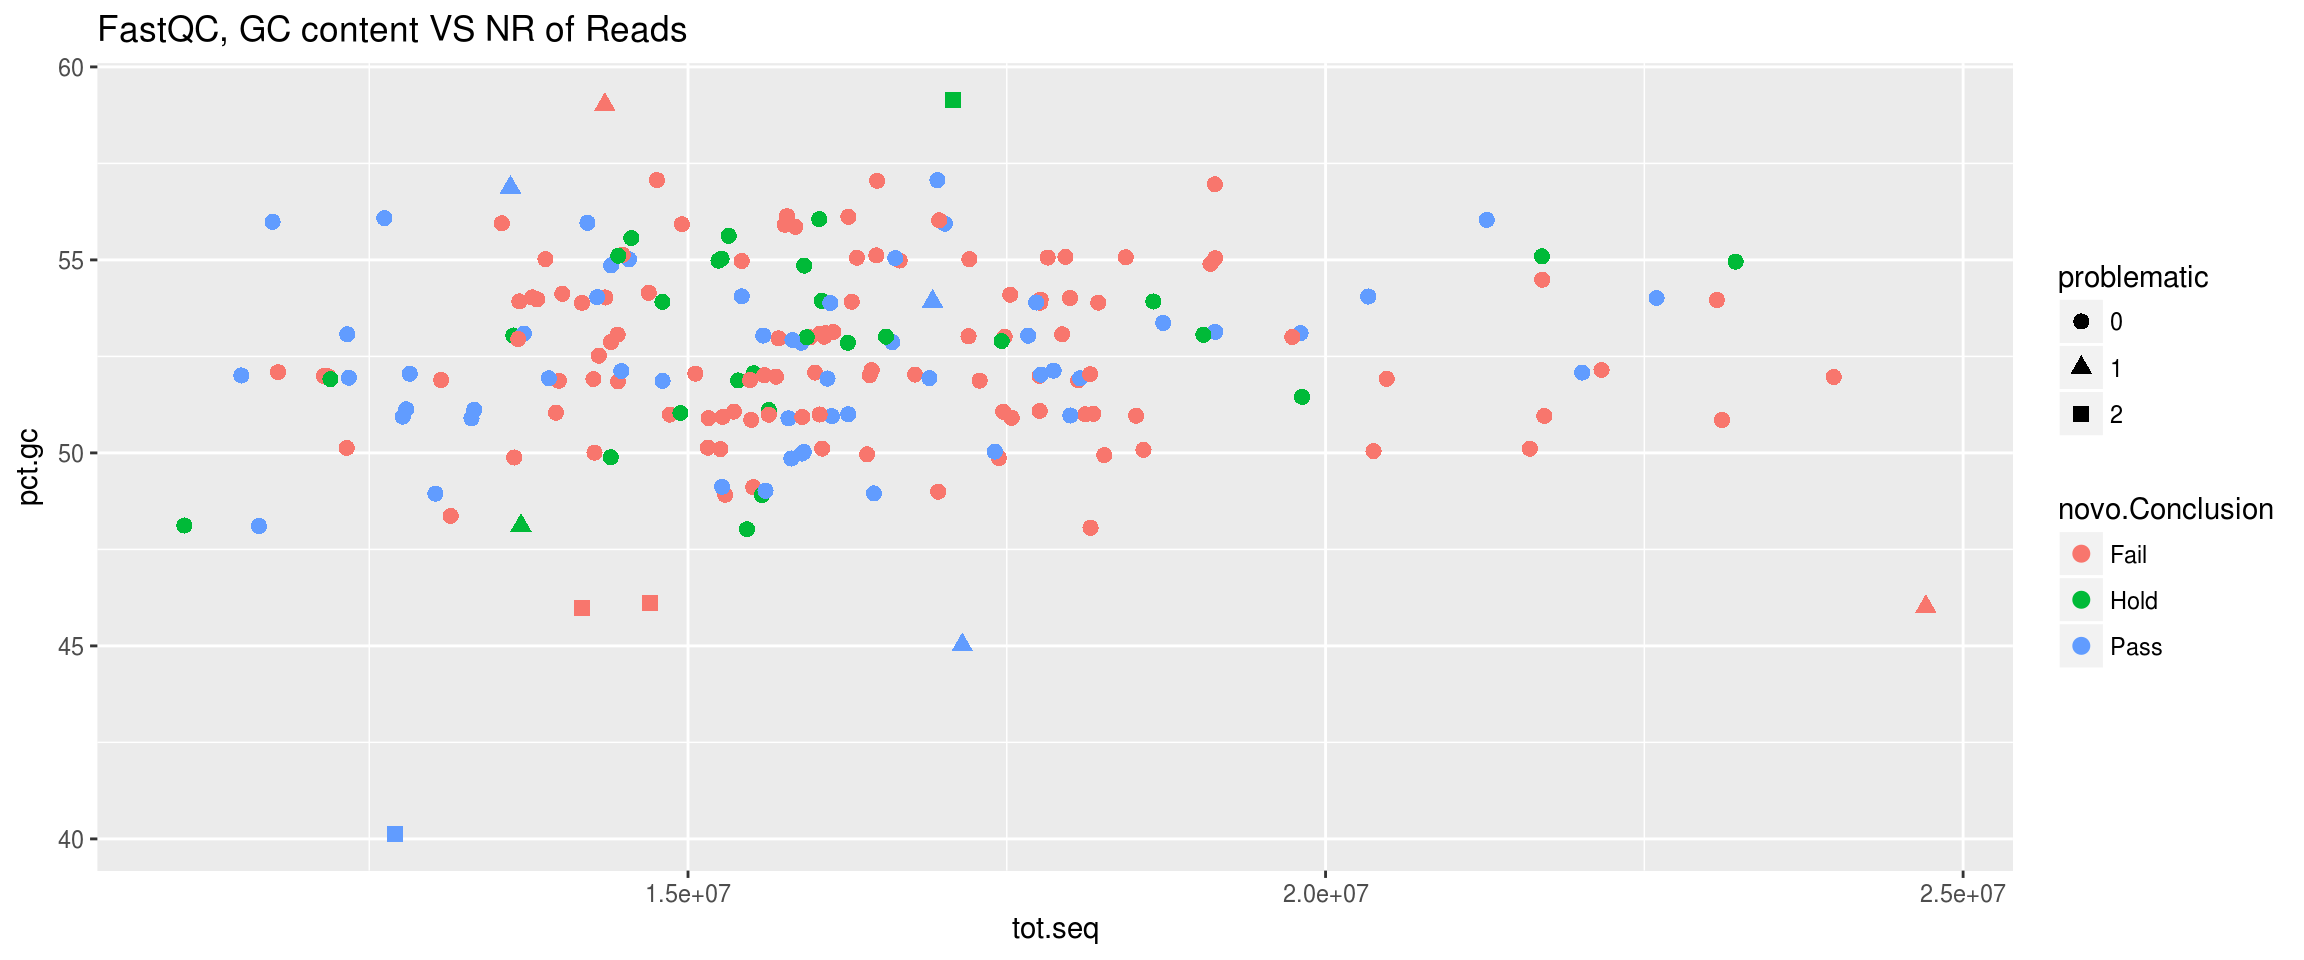 FastQC, GC content VS NR of Reads
60
55
50
45
40
pct.gc
1.5e+07
2.0e+07
2.5e+07
tot.seq
problematic
0
1
2
novo.Conclusion
Fail
Hold
Pass